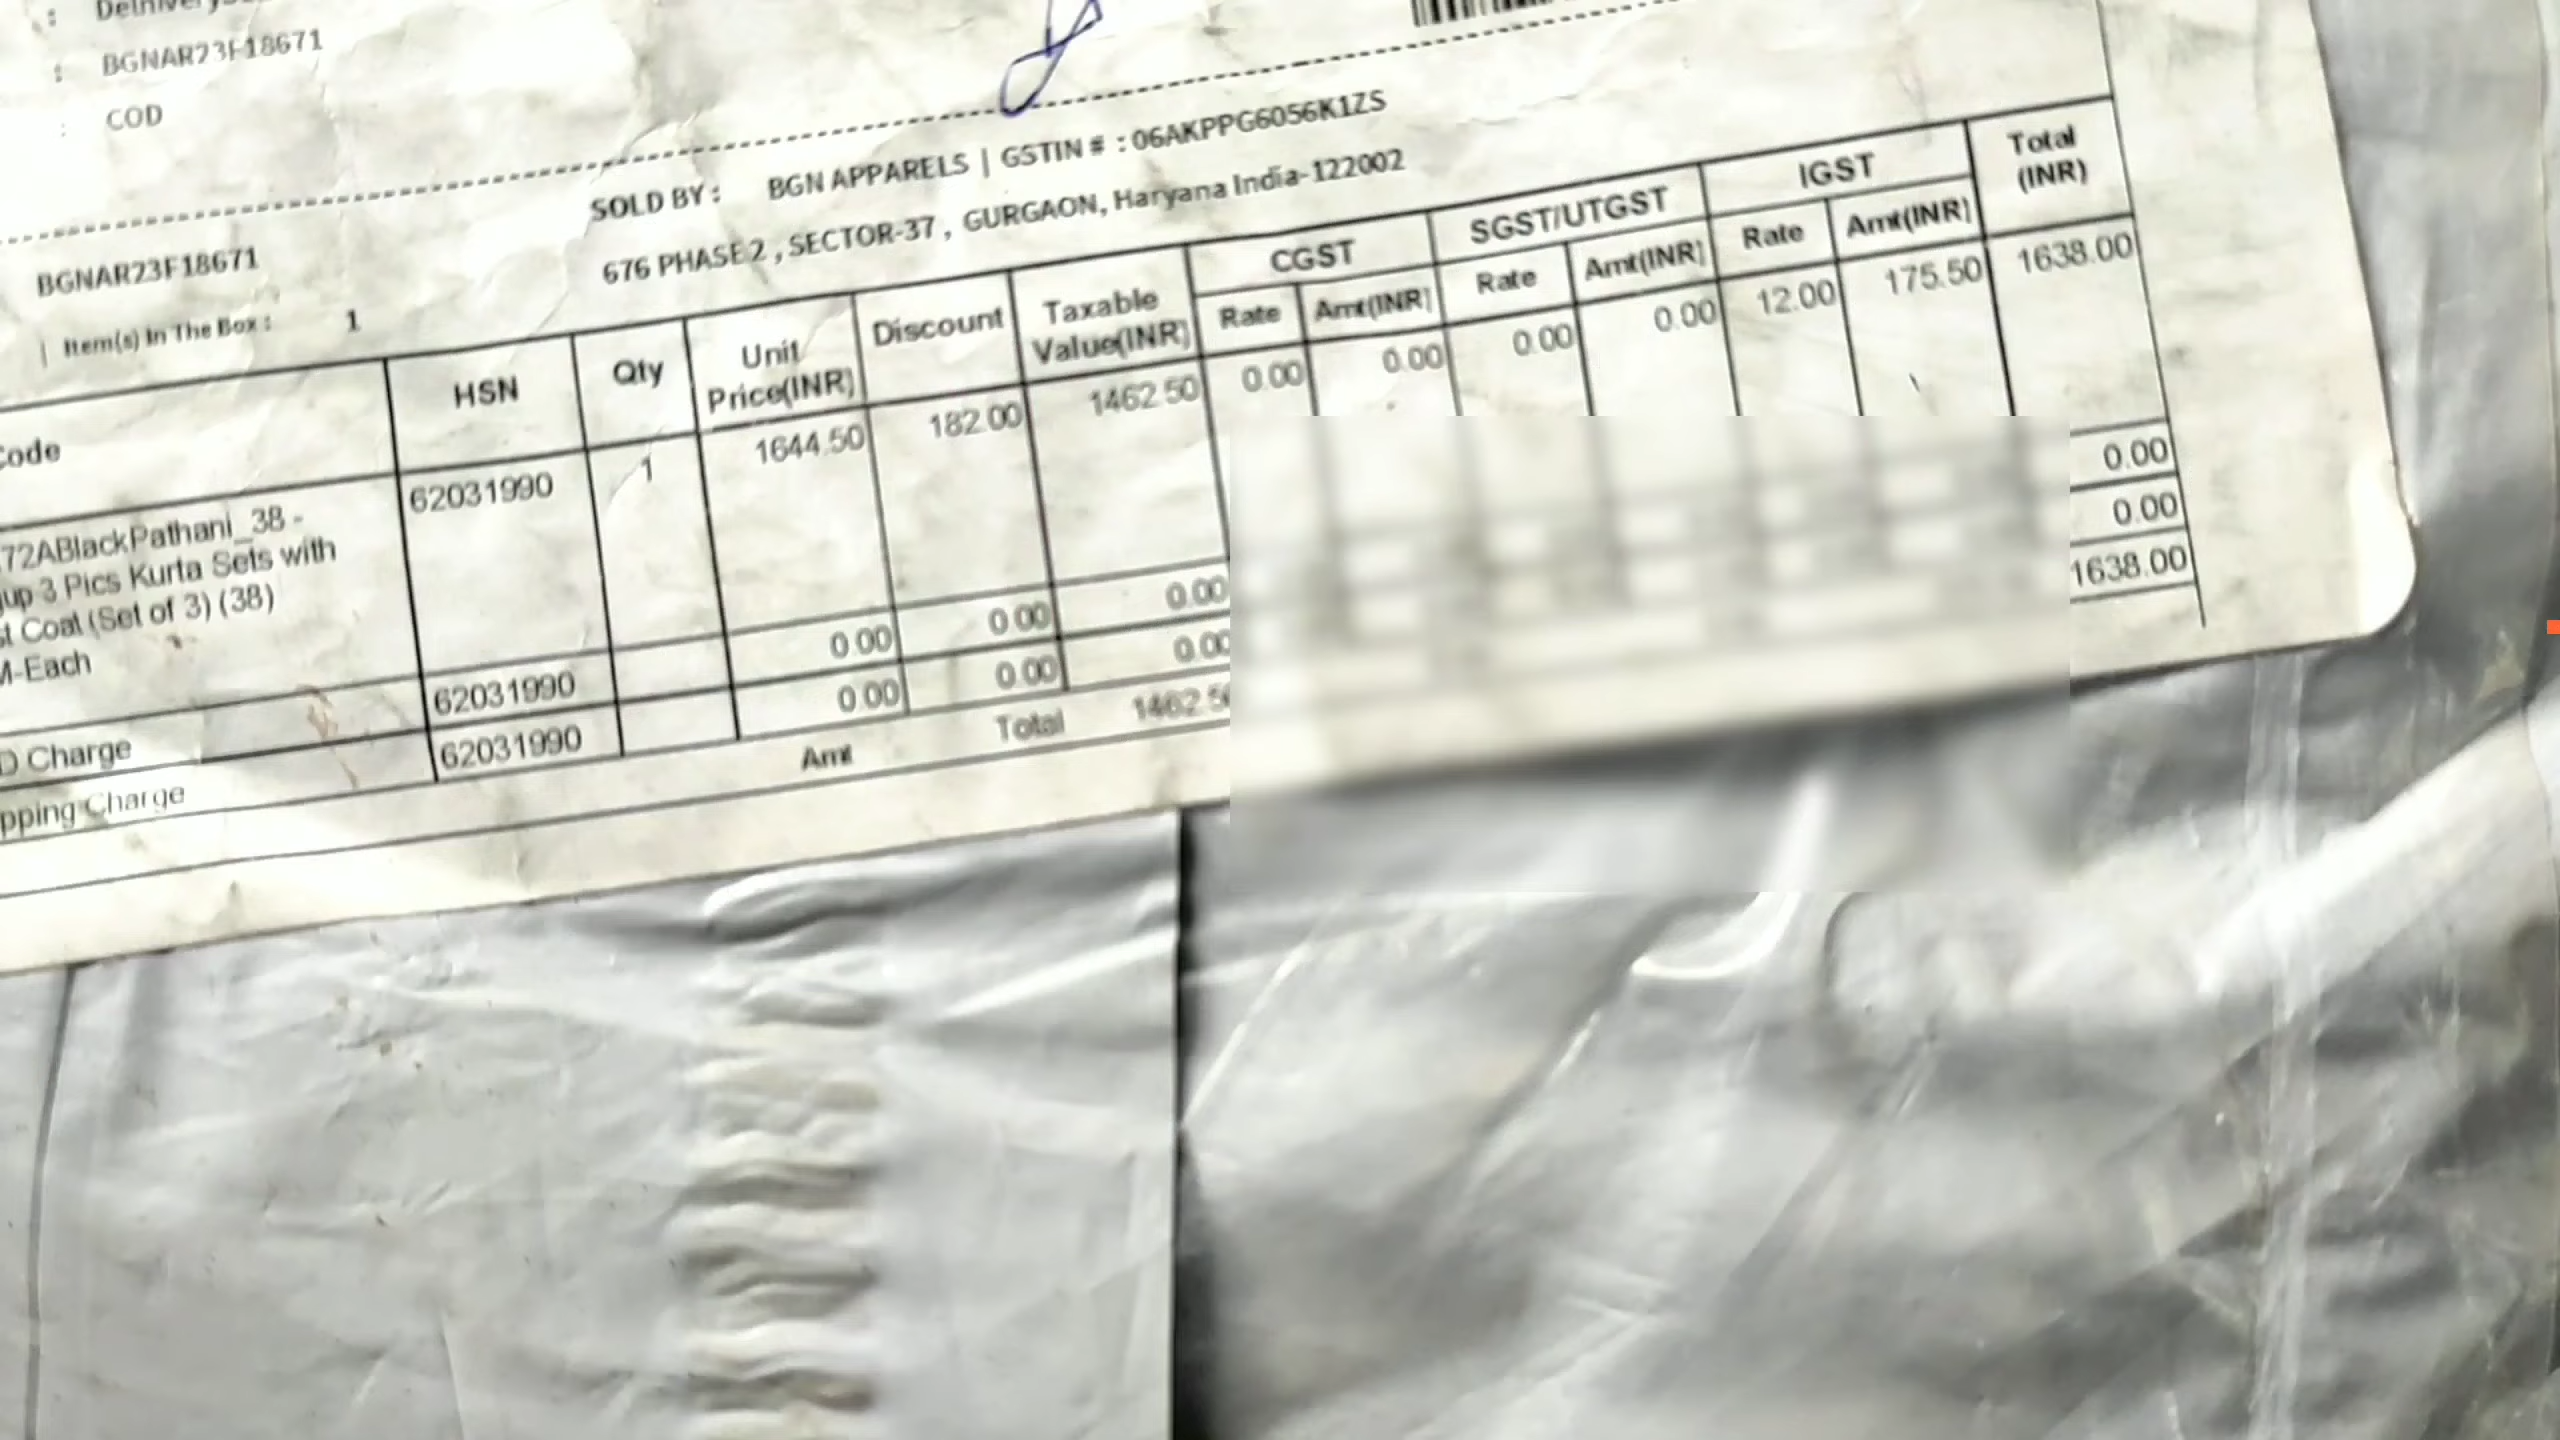 :
: BGNAR23F18671
: COD
SOLD BY : BGN APPARELS | GSTIN # : 06AKPPG6056K1ZS
676 PHASE 2 , SECTOR-37 , GURGAON, Haryana India-122002
BGNAR23F18671
| Item(s) In The Box : 1
HSN Qty Unit Price(INR) Discount Taxable Value(INR) CGST SGST/UTGST IGST Total (INR)
Rate Amt(INR) Rate Amt(INR) Rate Amt(INR)
62031990 1 1644.50 182.00 1462.50 0.00 0.00 0.00 0.00 12.00 175.50 1638.00
72ABlackPathani_38 -
up 3 Pics Kurta Sets with
t Coat (Set of 3) (38)
M-Each
D Charge 62031990 0.00 0.00 0.00 0.00
pping Charge 62031990 0.00 0.00 0.00 0.00
Amt Total 1462.50 1638.00